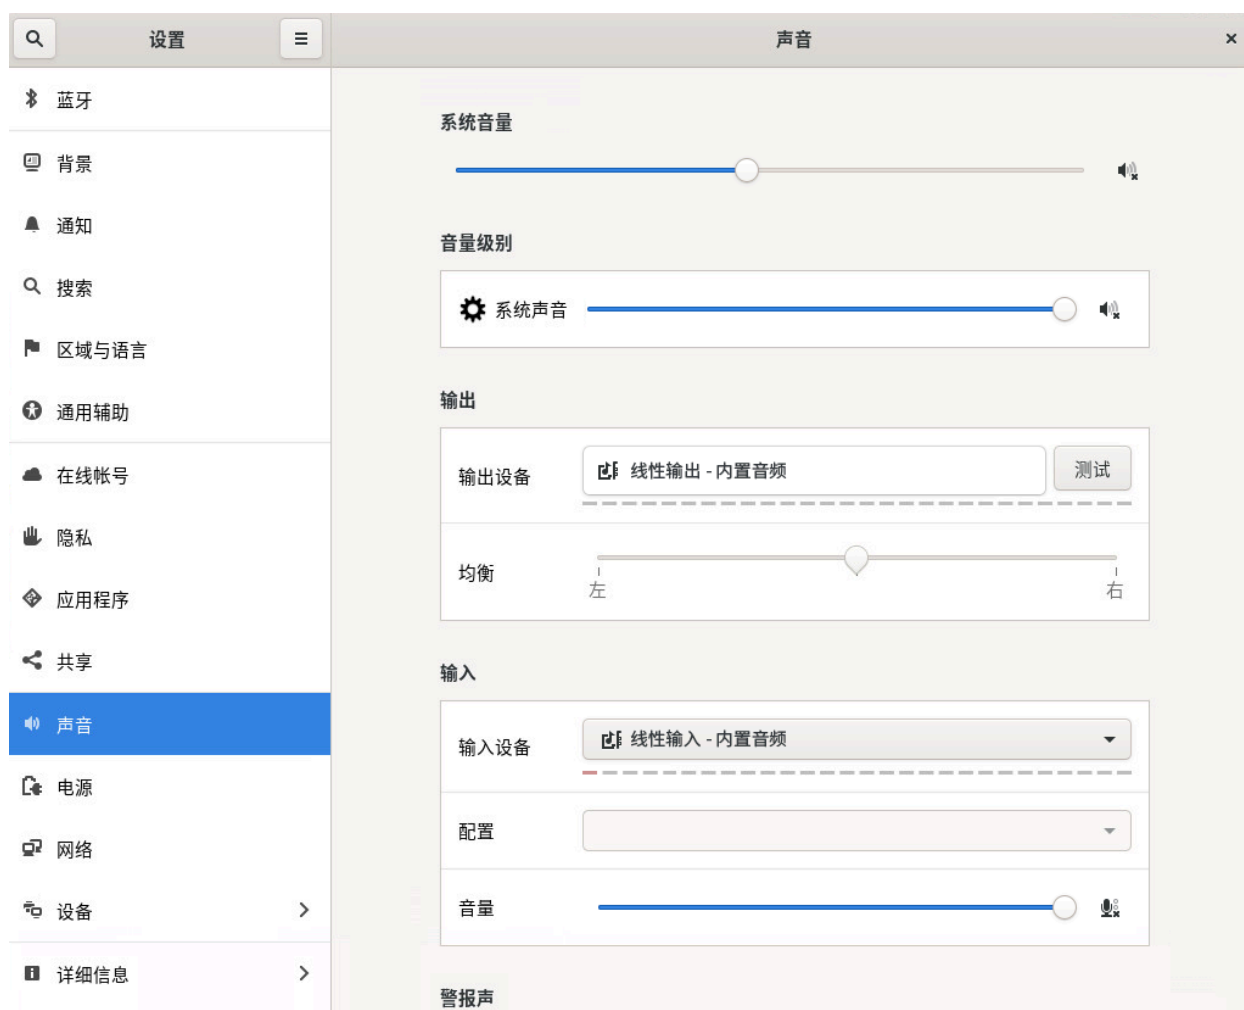 设置
声音
蓝牙
背景
通知
搜索
区域与语言
通用辅助
在线帐号
隐私
应用程序
共享
声音
电源
网络
设备
详细信息
系统音量
音量级别
系统声音
输出
输出设备
线性输出 - 内置音频
测试
均衡
左
右
输入
输入设备
线性输入 - 内置音频
配置
音量
警报声